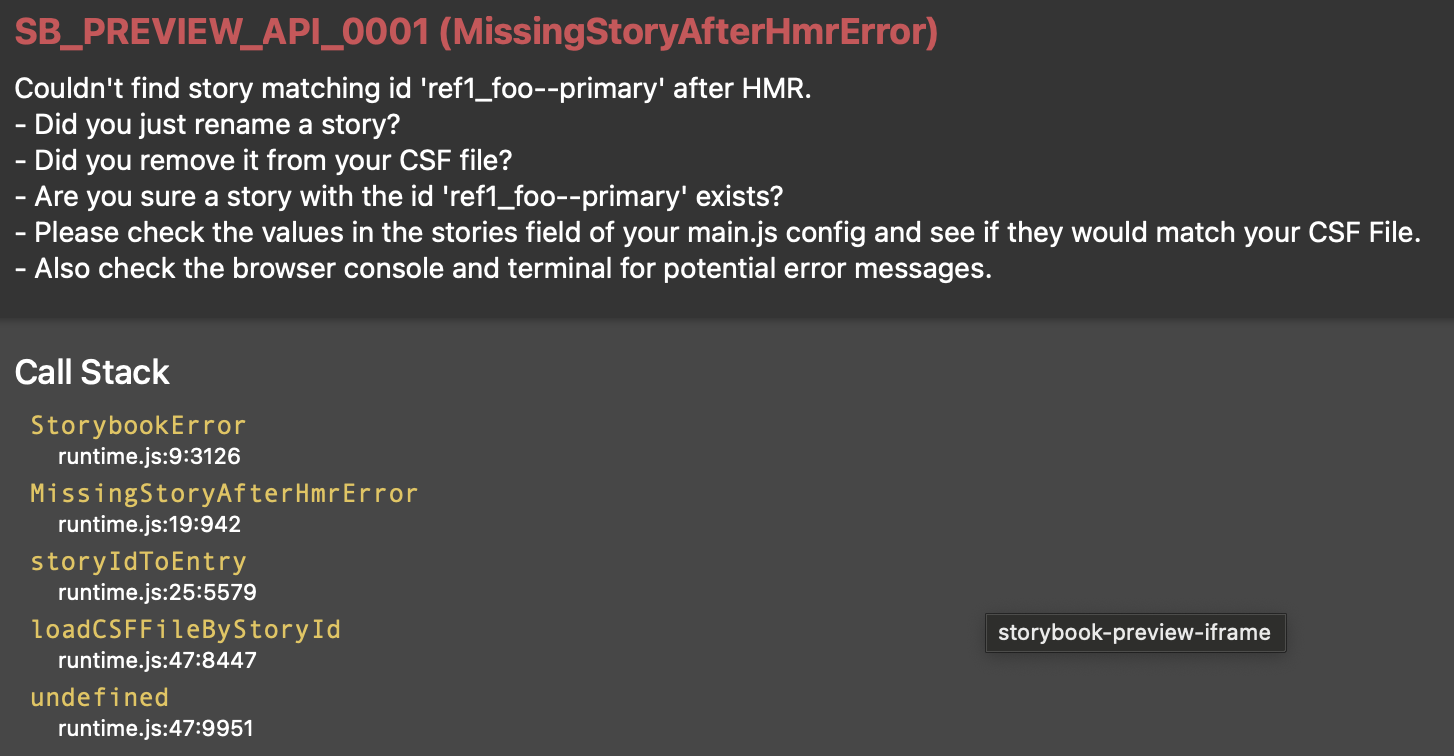 SB_PREVIEW_API_0001 (MissingStoryAfterHmrError)
Couldn't find story matching id 'ref1_foo--primary' after HMR.
- Did you just rename a story?
- Did you remove it from your CSF file?
- Are you sure a story with the id 'ref1_foo--primary' exists?
- Please check the values in the stories field of your main.js config and see if they would match your CSF File.
- Also check the browser console and terminal for potential error messages.
Call Stack
StorybookError
runtime.js:9:3126
MissingStoryAfterHmrError
runtime.js:19:942
storyIdToEntry
runtime.js:25:5579
loadCSFFileByStoryId
runtime.js:47:8447
storybook-preview-iframe
undefined
runtime.js:47:9951